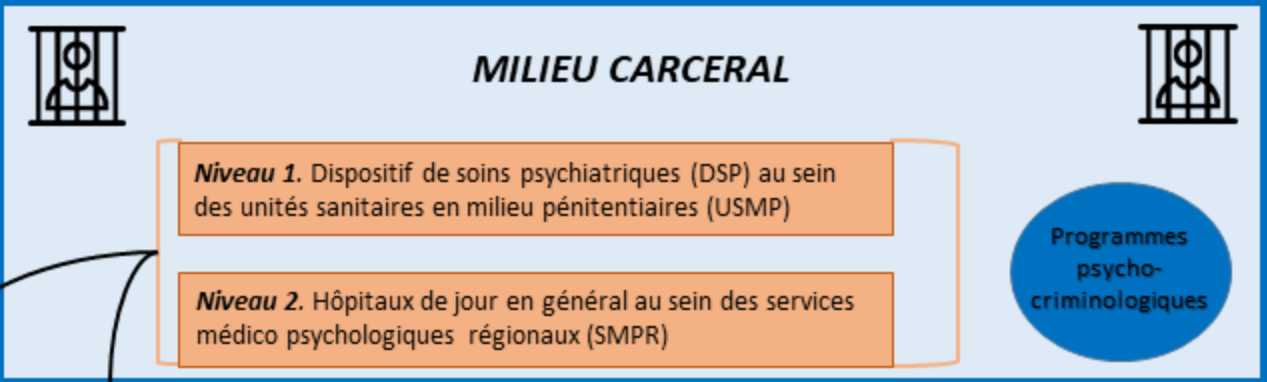 MILIEU CARCERAL
Niveau 1. Dispositif de soins psychiatriques (DSP) au sein
des unités sanitaires en milieu pénitentiaires (USMP)
Niveau 2. Hôpitaux de jour en général au sein des services
médico psychologiques régionaux (SMPR)
Programmes
psycho-
criminologiques